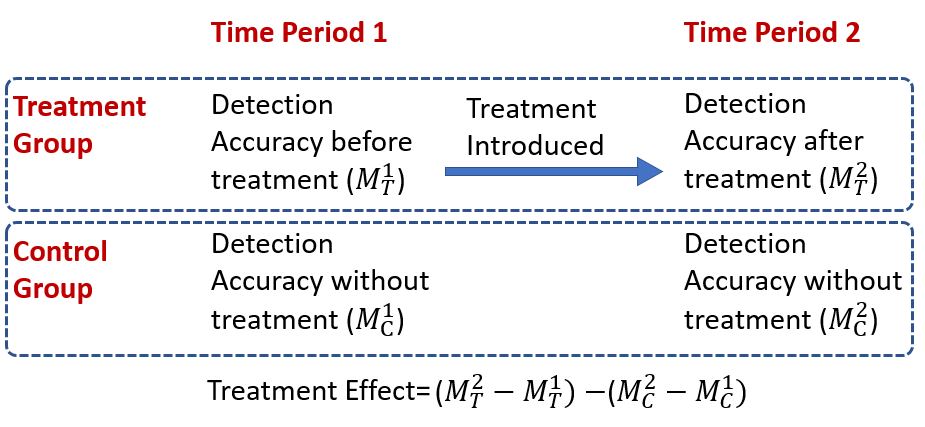 Time Period 1 Time Period 2
Treatment Group
Detection
Accuracy before
treatment (M_T^1)
Treatment
Introduced
Detection
Accuracy after
treatment (M_T^2)
Control
Group
Detection
Accuracy without
treatment (M_C^1)
Detection
Accuracy without
treatment (M_C^2)
Treatment Effect= (M_T^2 − M_T^1) −(M_C^2 − M_C^1)